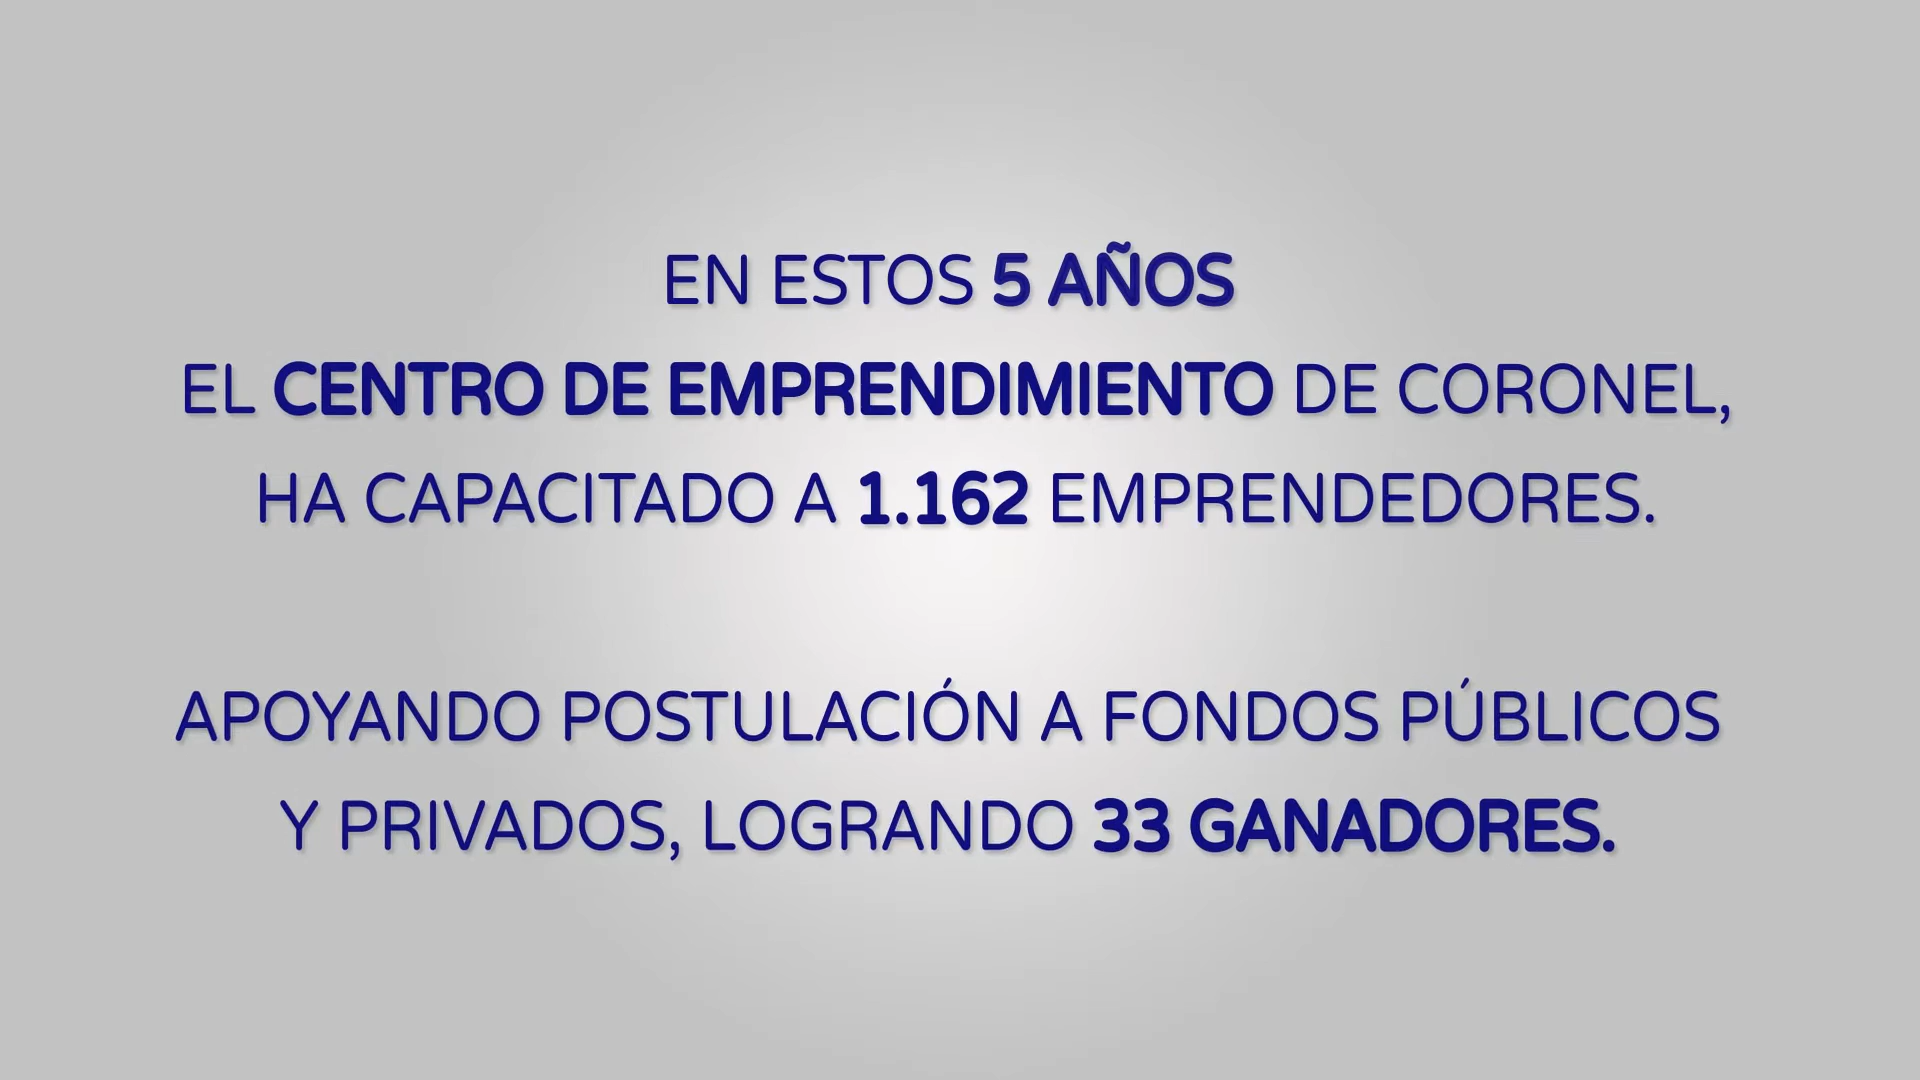 EN ESTOS 5 AÑOS
EL CENTRO DE EMPRENDIMIENTO DE CORONEL,
HA CAPACITADO A 1.162 EMPRENDEDORES.
APOYANDO POSTULACIÓN A FONDOS PÚBLICOS
Y PRIVADOS, LOGRANDO 33 GANADORES.